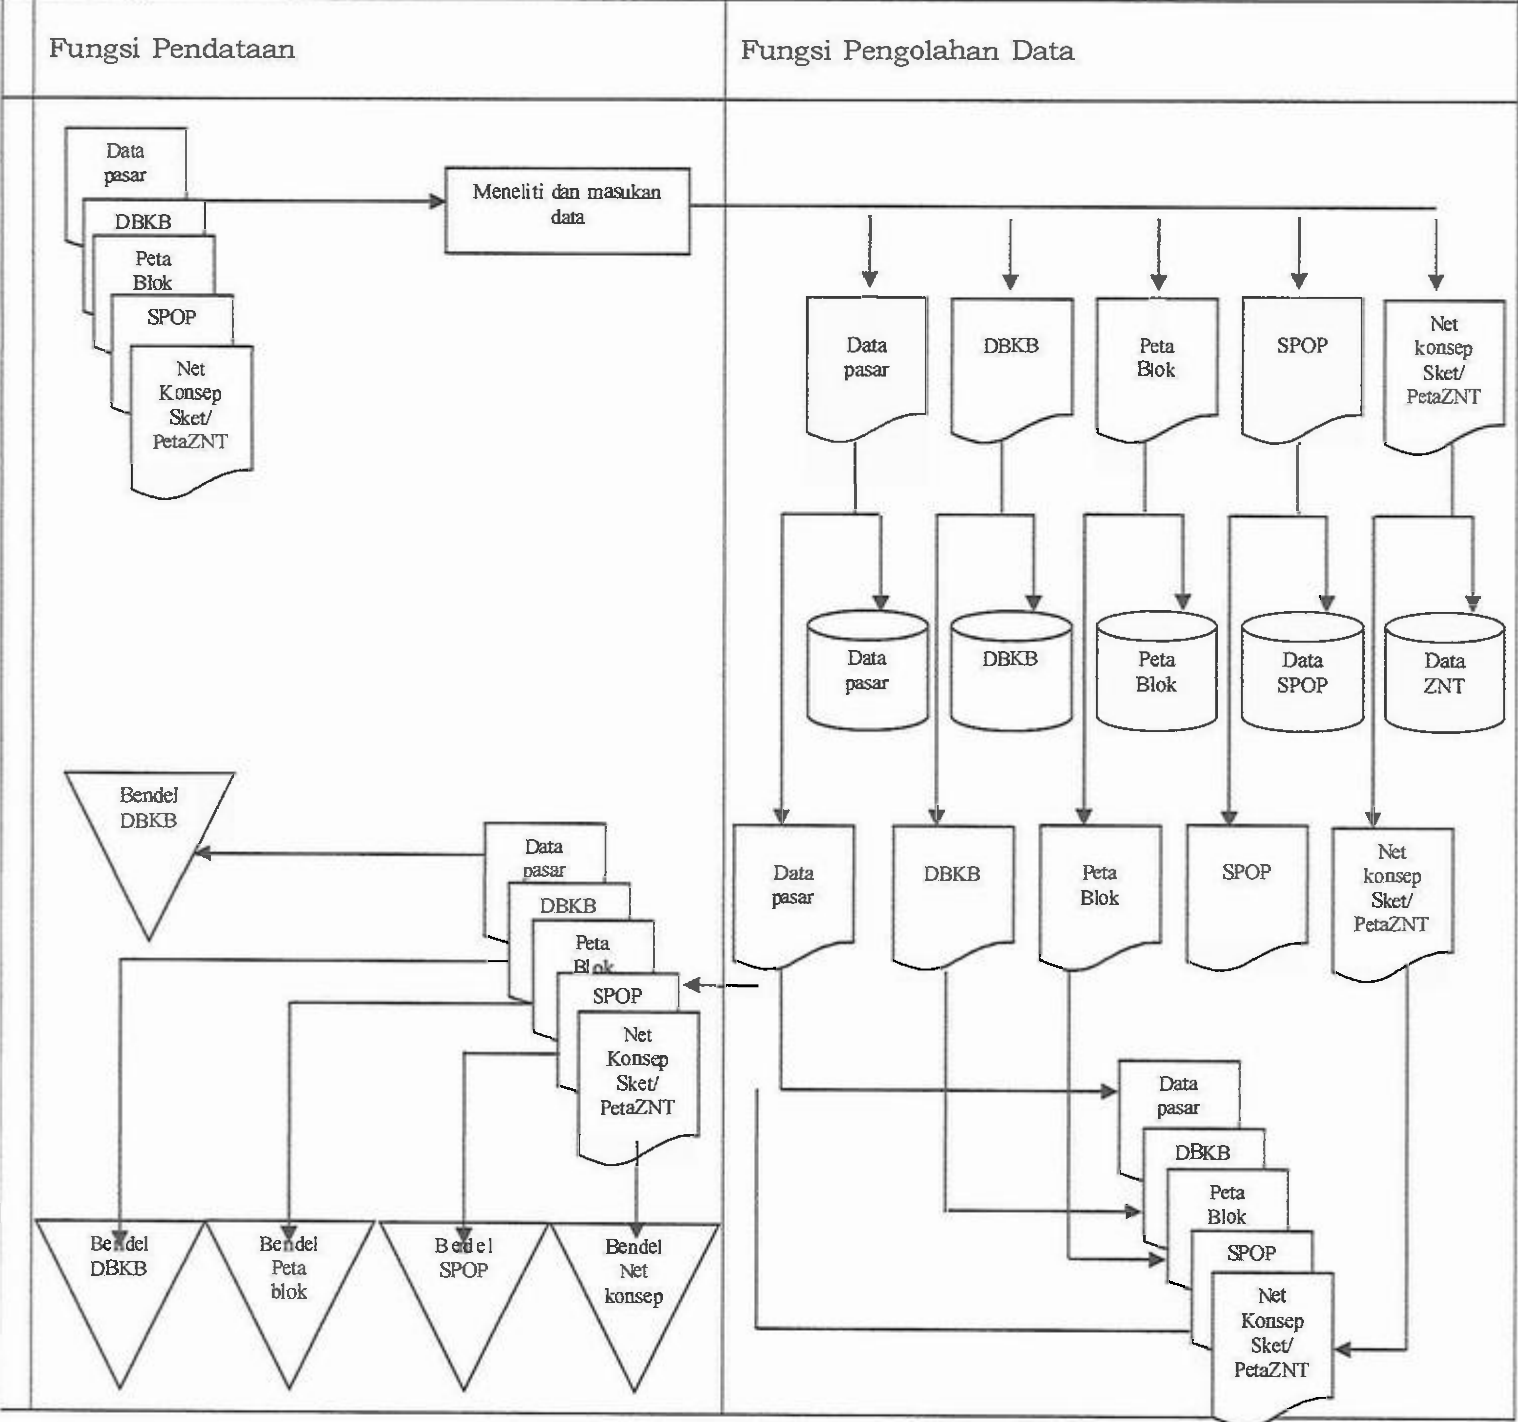 Fungsi Pendataan
Fungsi Pengolahan Data
Data
pasar
DBKB
Peta
Blok
SPOP
Net
Konsep
Sket/
PetaZNT
Meneliti dan masukan
data
Data
pasar
DBKB
Peta
Blok
SPOP
Net
konsep
Sket/
PetaZNT
Data
pasar
DBKB
Peta
Blok
Data
SPOP
Data
ZNT
Bendel
DBKB
Data
pasar
DBKB
Peta
Blok
SPOP
Net
Konsep
Sket/
PetaZNT
Data
pasar
DBKB
Peta
Blok
SPOP
Net
konsep
Sket/
PetaZNT
Data
pasar
DBKB
Peta
Blok
SPOP
Net
Konsep
Sket/
PetaZNT
Bendel
DBKB
Bendel
Peta
blok
Bedel
SPOP
Bendel
Net
konsep